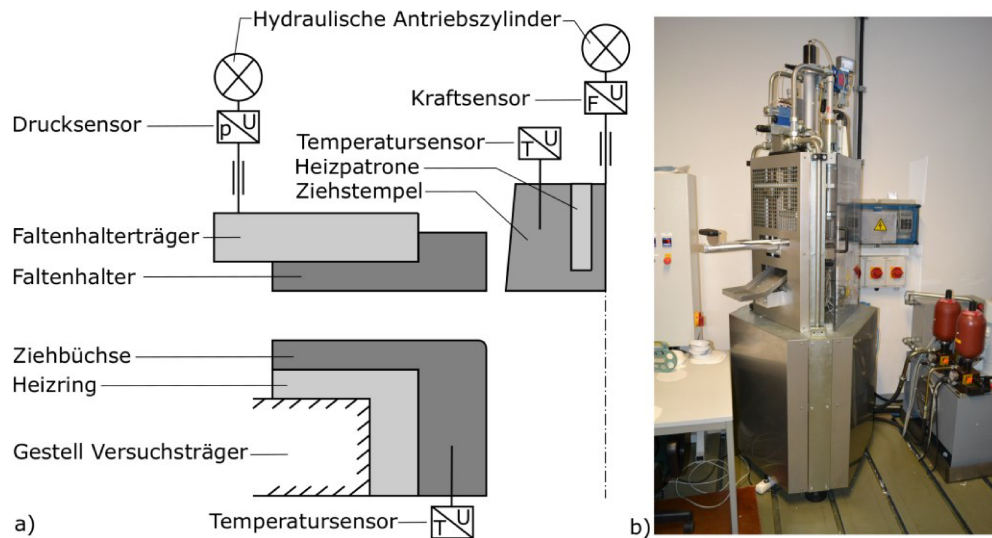 Hydraulische Antriebszylinder
Drucksensor
p U
Kraftsensor
F U
Temperatursensor
T U
Heizpatrone
Ziehstempel
Faltenhalterträger
Faltenhalter
Ziehbüchse
Heizring
Gestell Versuchsträger
Temperatursensor
T U
a)
b)